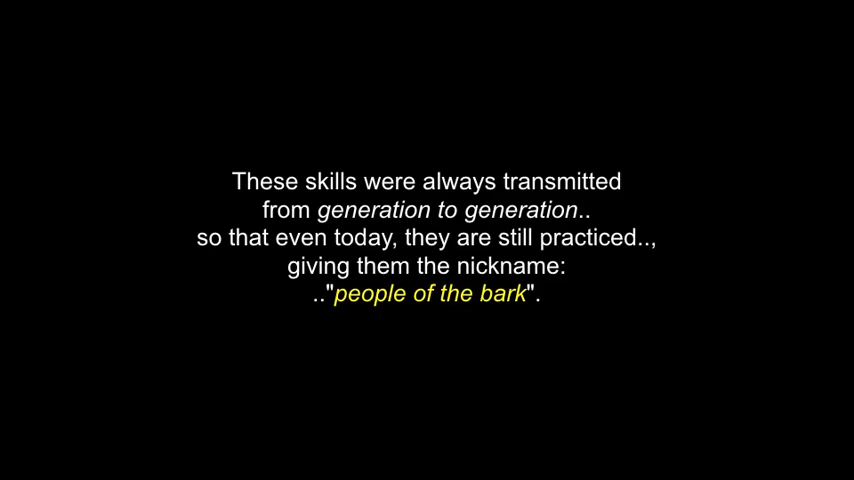 These skills were always transmitted
from generation to generation..
so that even today, they are still practiced..,
giving them the nickname:
.."people of the bark".